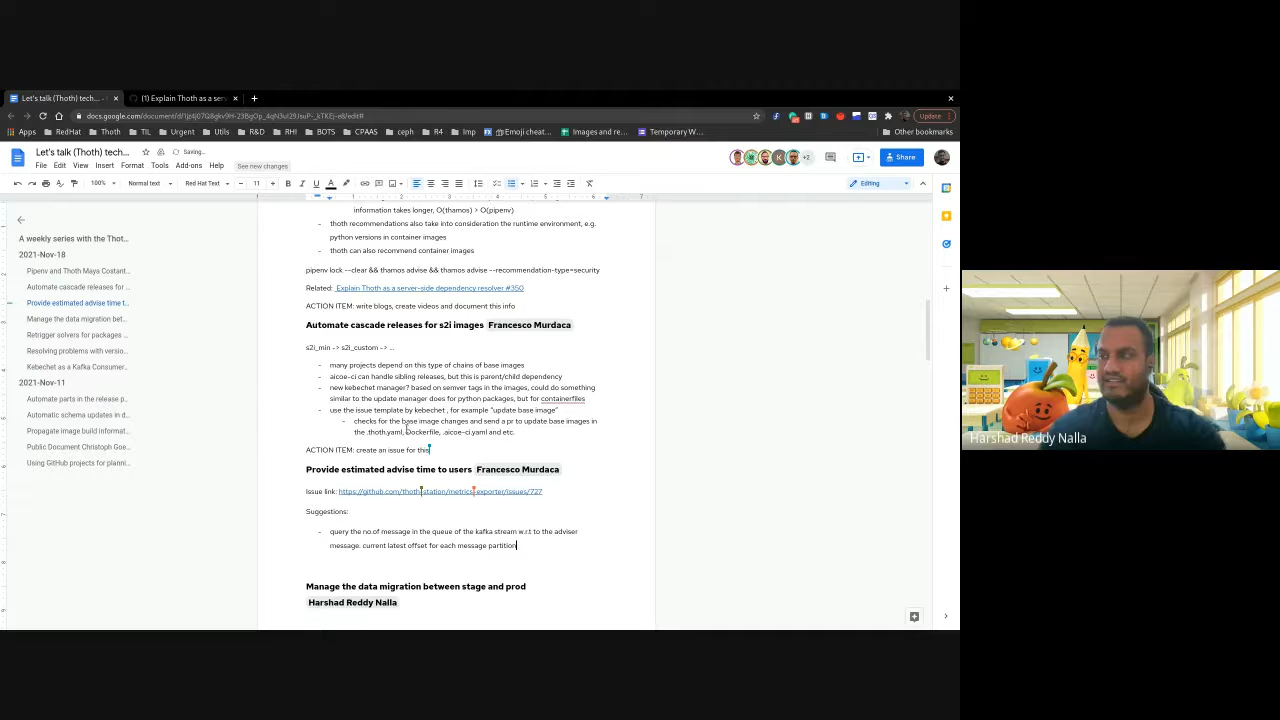 Let's talk (Thoth) tech... -
(1) Explain Thoth as a serv
docs.google.com/document/d/
Update
Apps
RedHat
Thoth
TIL
Urgent
Utils
R&D
RH!
BOTS
CPAAS
ceph
R4
Imp
Emoji cheat...
Images and re...
Temporary W...
Other bookmarks
Let's talk (Thoth) tech...
Saving...
File Edit View Insert Format Tools Add-ons Help
See new changes
+2
Share
100%
Normal text
Red Hat Text
11
Editing
A weekly series with the Thot...
2021-Nov-18
Pipenv and Thoth Maya Costant...
Automate cascade releases for ...
Provide estimated advise time t...
Manage the data migration bet...
Retrigger solvers for packages ...
Resolving problems with versio...
Kebechet as a Kafka Consumer...
2021-Nov-11
Automate parts in the release p...
Automatic schema updates in d...
Propagate image build informat...
Public Document Christoph Goe...
Using GitHub projects for planni...
information takes longer, O(thamos) > O(pipenv)
- thoth recommendations also take into consideration the runtime environment, e.g.
python versions in container images
- thoth can also recommend container images
pipenv lock --clear && thamos advise && thamos advise --recommendation-type=security
Related: Explain Thoth as a server-side dependency resolver #350
ACTION ITEM: write blogs, create videos and document this info
Automate cascade releases for s2i images Francesco Murdaca
s2i_min -> s2i_custom -> ...
- many projects depend on this type of chains of base images
- aicoe-ci can handle sibling releases, but this is parent/child dependency
- new kebechet manager? based on semver tags in the images, could do something
similar to the update manager does for python packages, but for containerfiles
- use the issue template by kebechet , for example "update base image"
- checks for the base image changes and send a pr to update base images in
the .thoth.yaml, Dockerfile, .aicoe-ci.yaml and etc.
ACTION ITEM: create an issue for this
Provide estimated advise time to users Francesco Murdaca
Issue link: https://github.com/thoth-station/metrics-exporter/issues/727
Suggestions:
- query the no.of message in the queue of the kafka stream w.r.t to the adviser
message. current latest offset for each message partition
Manage the data migration between stage and prod
Harshad Reddy Nalla
Harshad Reddy Nalla